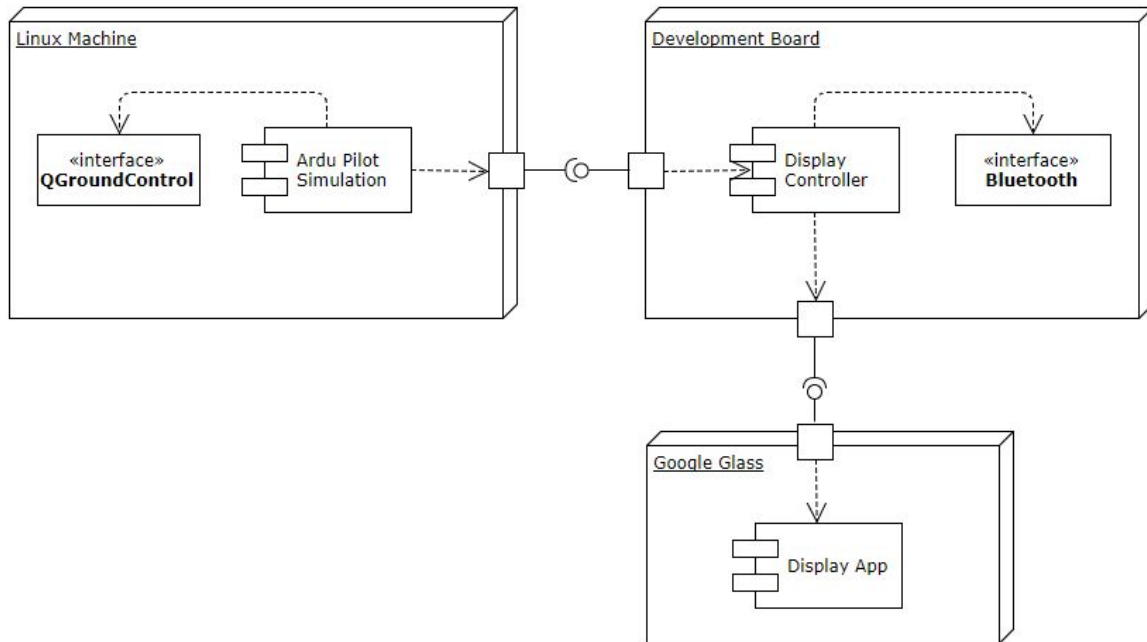 Linux Machine
«interface»
QGroundControl
Ardu Pilot
Simulation
Development Board
Display
Controller
«interface»
Bluetooth
Google Glass
Display App